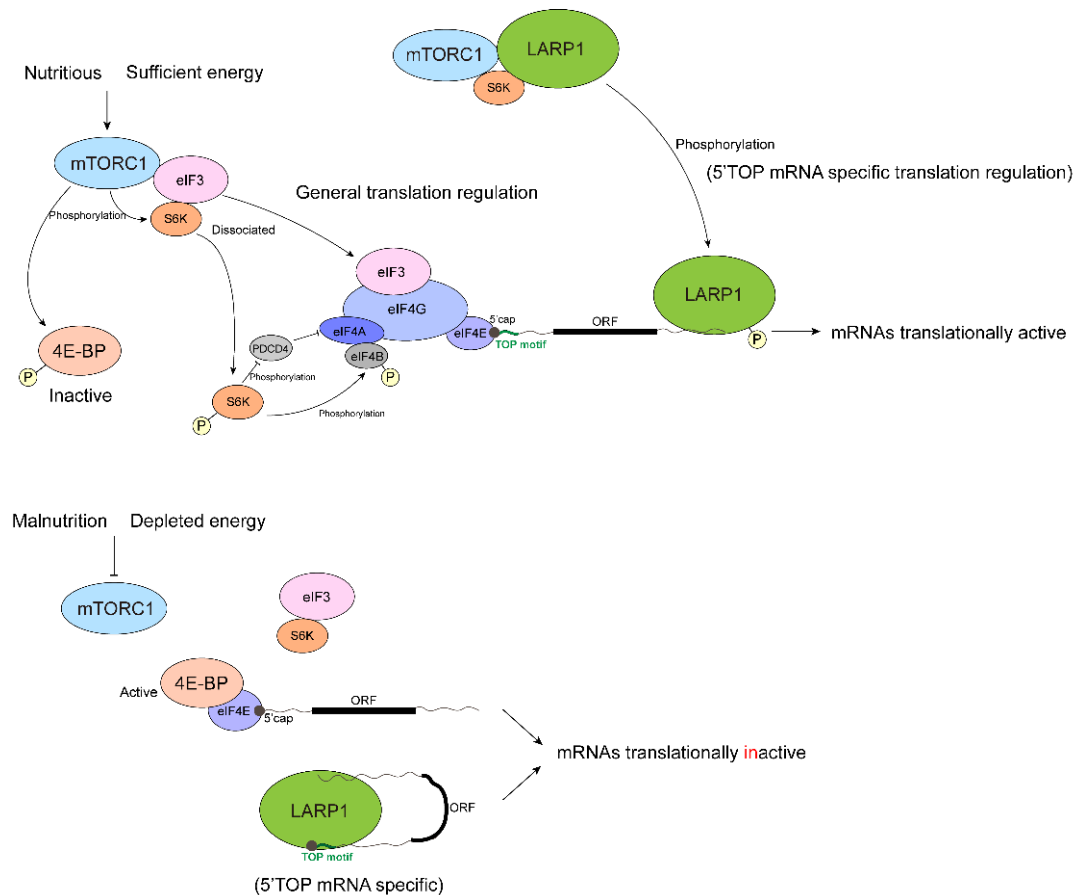 mTORC1
LARP1
S6K
Nutritious
Sufficient energy
Phosphorylation
(5'TOP mRNA specific translation regulation)
mTORC1
eIF3
General translation regulation
Phosphorylation
S6K
Dissociated
eIF3
LARP1
eIF4G
5'cap
ORF
eIF4A
eIF4E
TOP motif
P
mRNAs translationally active
4E-BP
PDCD4
eIF4B
P
Inactive
Phosphorylation
P
S6K
Phosphorylation
P
Malnutrition
Depleted energy
mTORC1
eIF3
S6K
Active
4E-BP
eIF4E
5'cap
ORF
mRNAs translationally inactive
LARP1
ORF
TOP motif
(5'TOP mRNA specific)